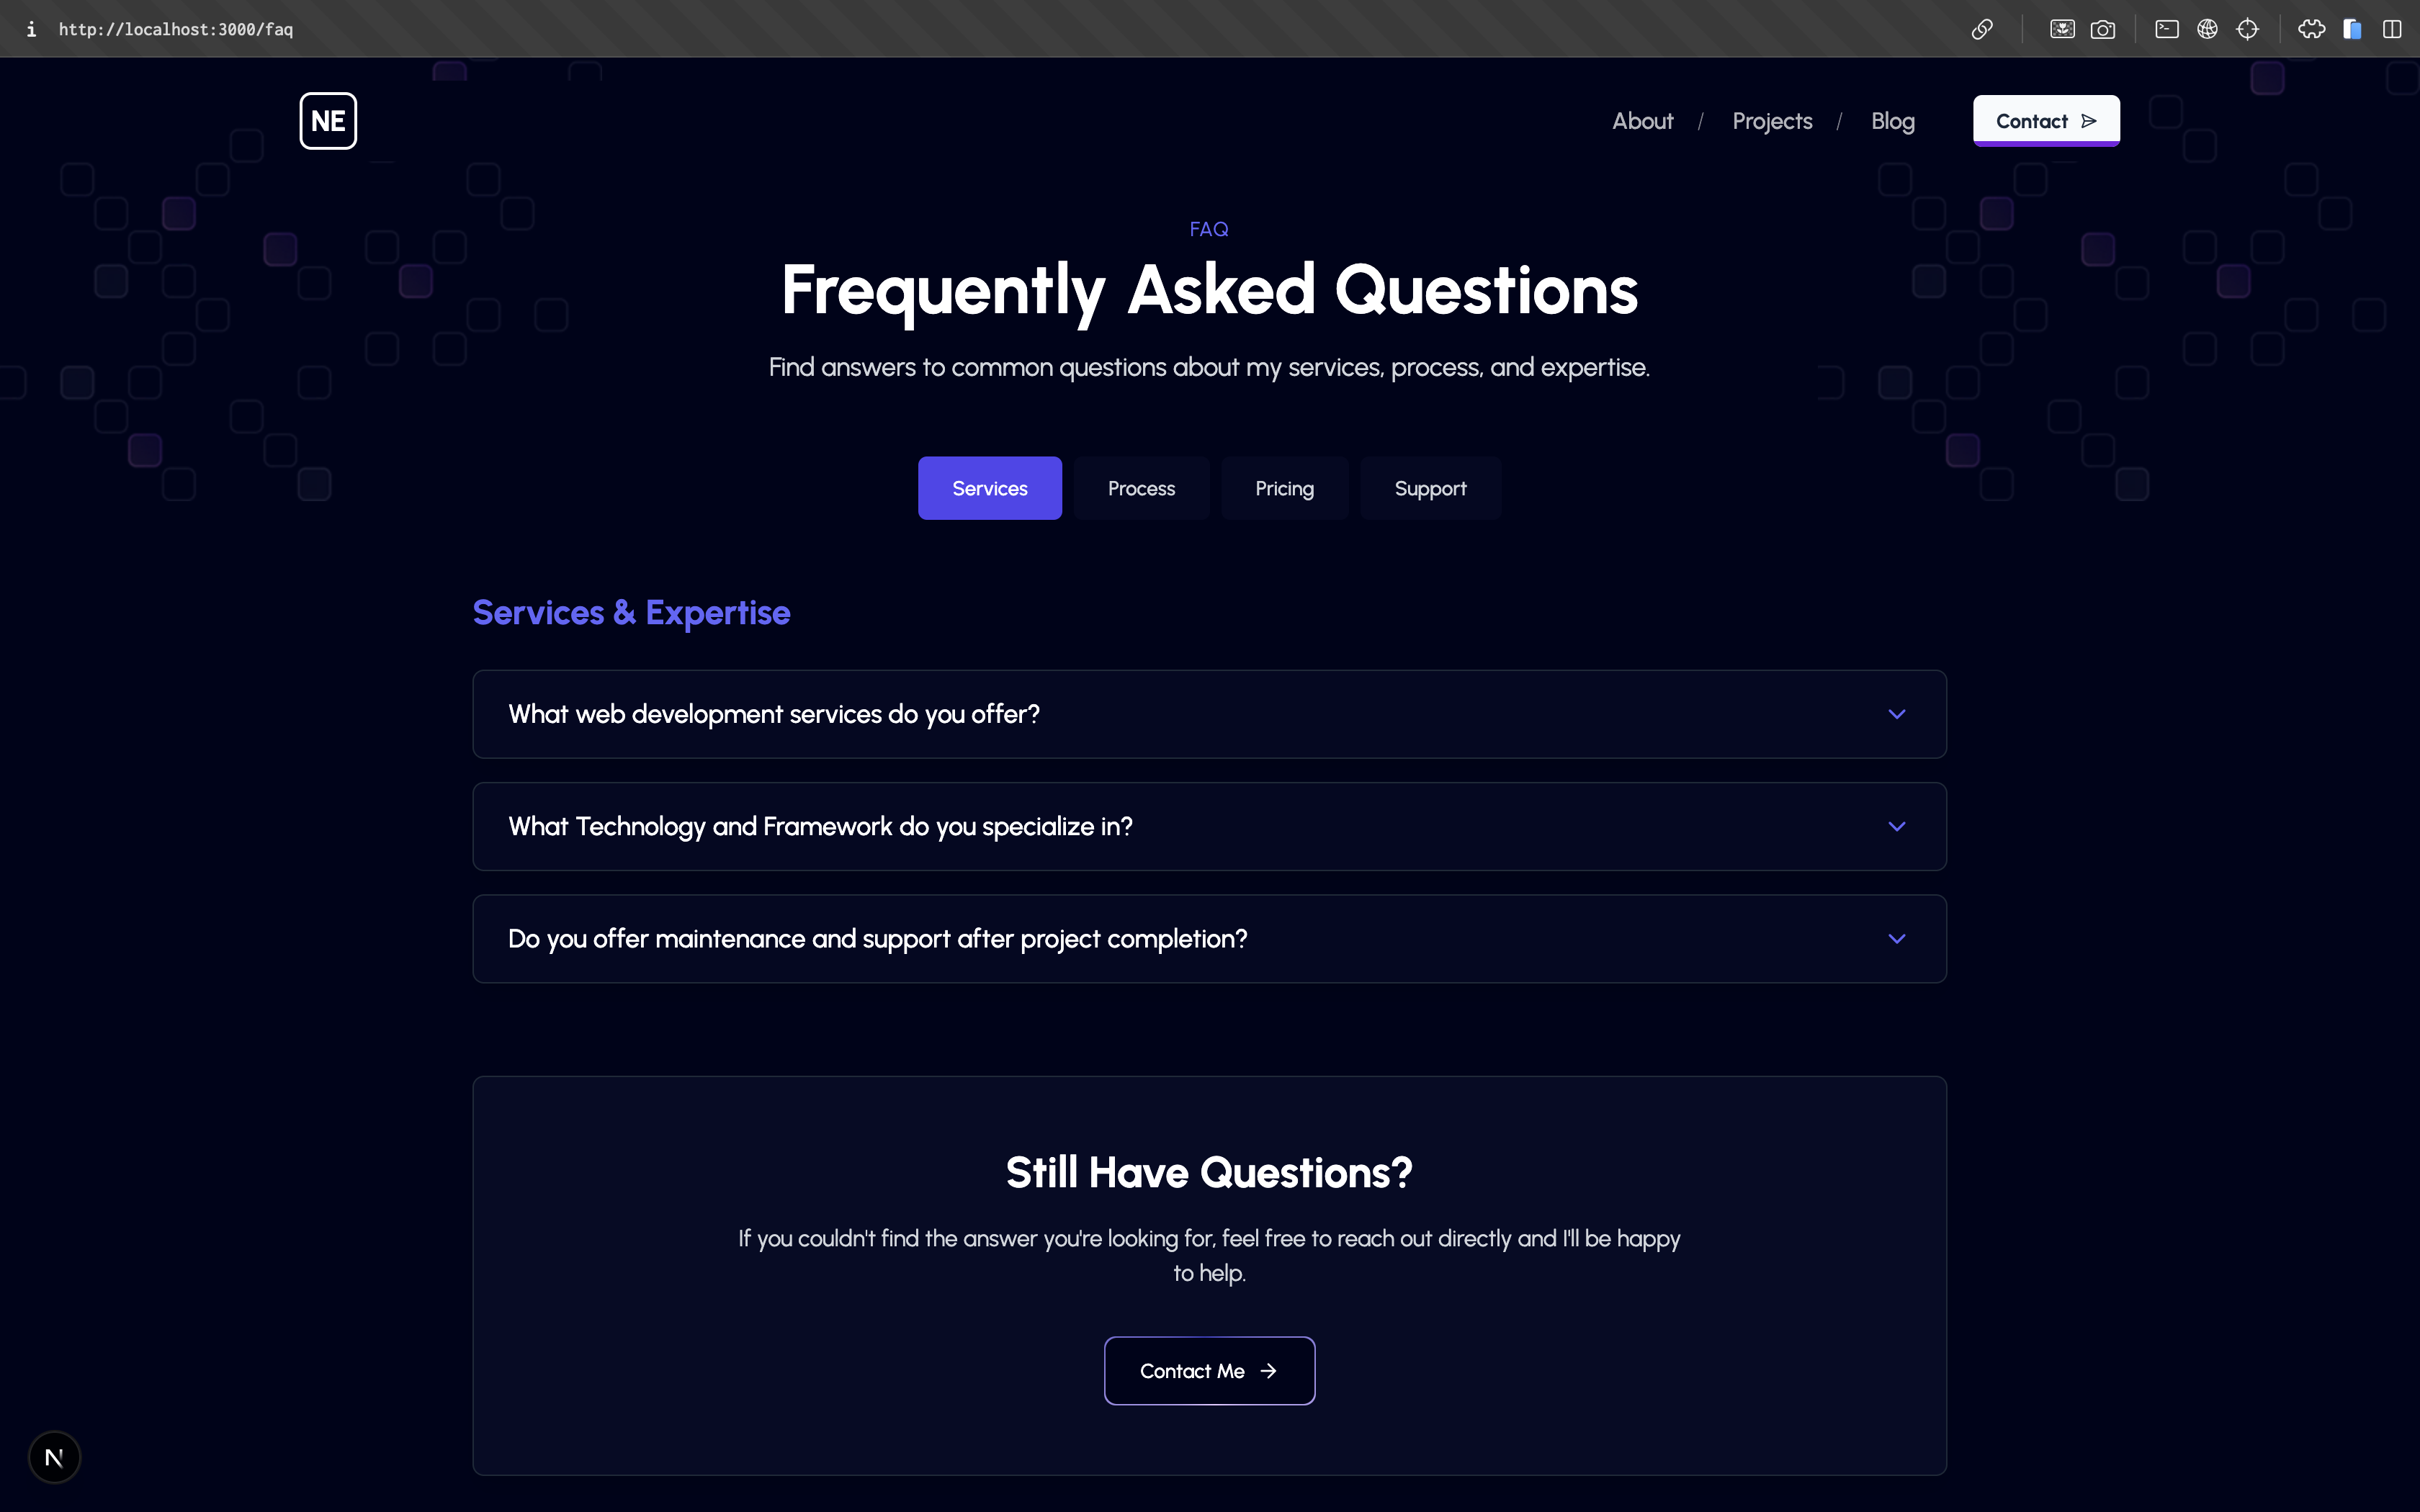 i http://localhost:3000/faq
NE
About / Projects / Blog
Contact
FAQ
Frequently Asked Questions
Find answers to common questions about my services, process, and expertise.
Services Process Pricing Support
Services & Expertise
What web development services do you offer?
What Technology and Framework do you specialize in?
Do you offer maintenance and support after project completion?
Still Have Questions?
If you couldn't find the answer you're looking for, feel free to reach out directly and I'll be happy
to help.
Contact Me
N